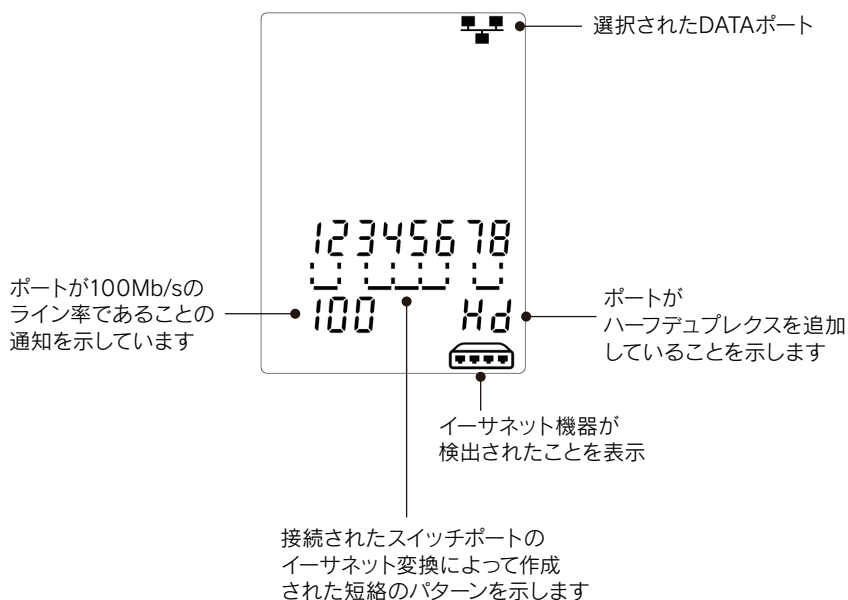 選択されたDATAポート
12345678
ポートが100Mb/sの
ライン率であることの
通知を示しています
100
Hd
ポートが
ハーフデュプレクスを追加
していることを示します
イーサネット機器が
検出されたことを表示
接続されたスイッチポートの
イーサネット変換によって作成
された短絡のパターンを示します